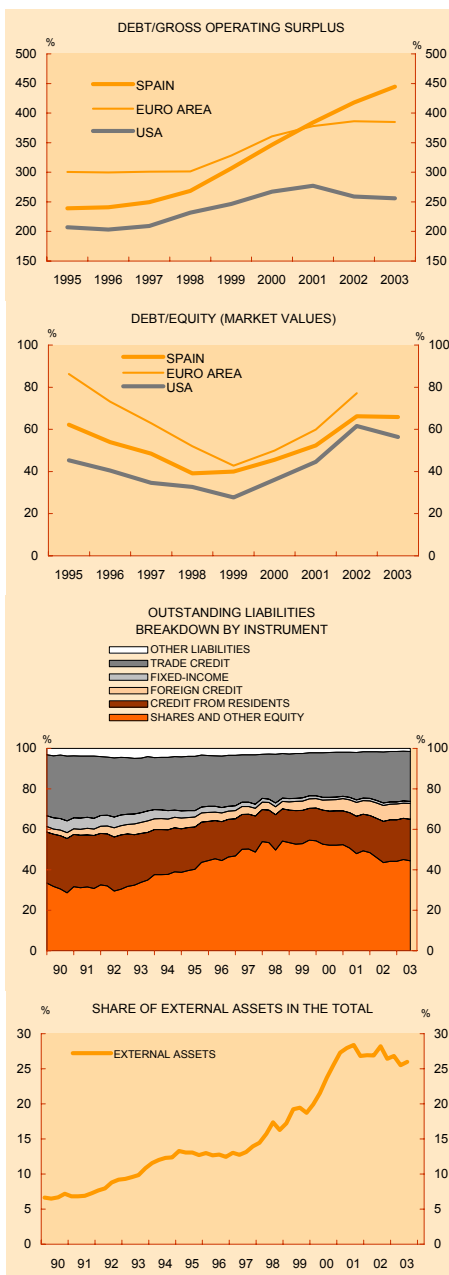 DEBT/GROSS OPERATING SURPLUS
% %
500 500
SPAIN
450 450
EURO AREA
400 400
USA
350 350
300 300
250 250
200 200
150 150
1995 1996 1997 1998 1999 2000 2001 2002 2003
DEBT/EQUITY (MARKET VALUES)
% %
100 100
SPAIN
EURO AREA
80 80
USA
60 60
40 40
20 20
0 0
1995 1996 1997 1998 1999 2000 2001 2002 2003
OUTSTANDING LIABILITIES
BREAKDOWN BY INSTRUMENT
OTHER LIABILITIES
TRADE CREDIT
FIXED-INCOME
FOREIGN CREDIT
CREDIT FROM RESIDENTS
SHARES AND OTHER EQUITY
% %
100 100
80 80
60 60
40 40
20 20
0 0
90 91 92 93 94 95 96 97 98 99 00 01 02 03
SHARE OF EXTERNAL ASSETS IN THE TOTAL
% %
30 30
EXTERNAL ASSETS
25 25
20 20
15 15
10 10
5 5
0 0
90 91 92 93 94 95 96 97 98 99 00 01 02 03